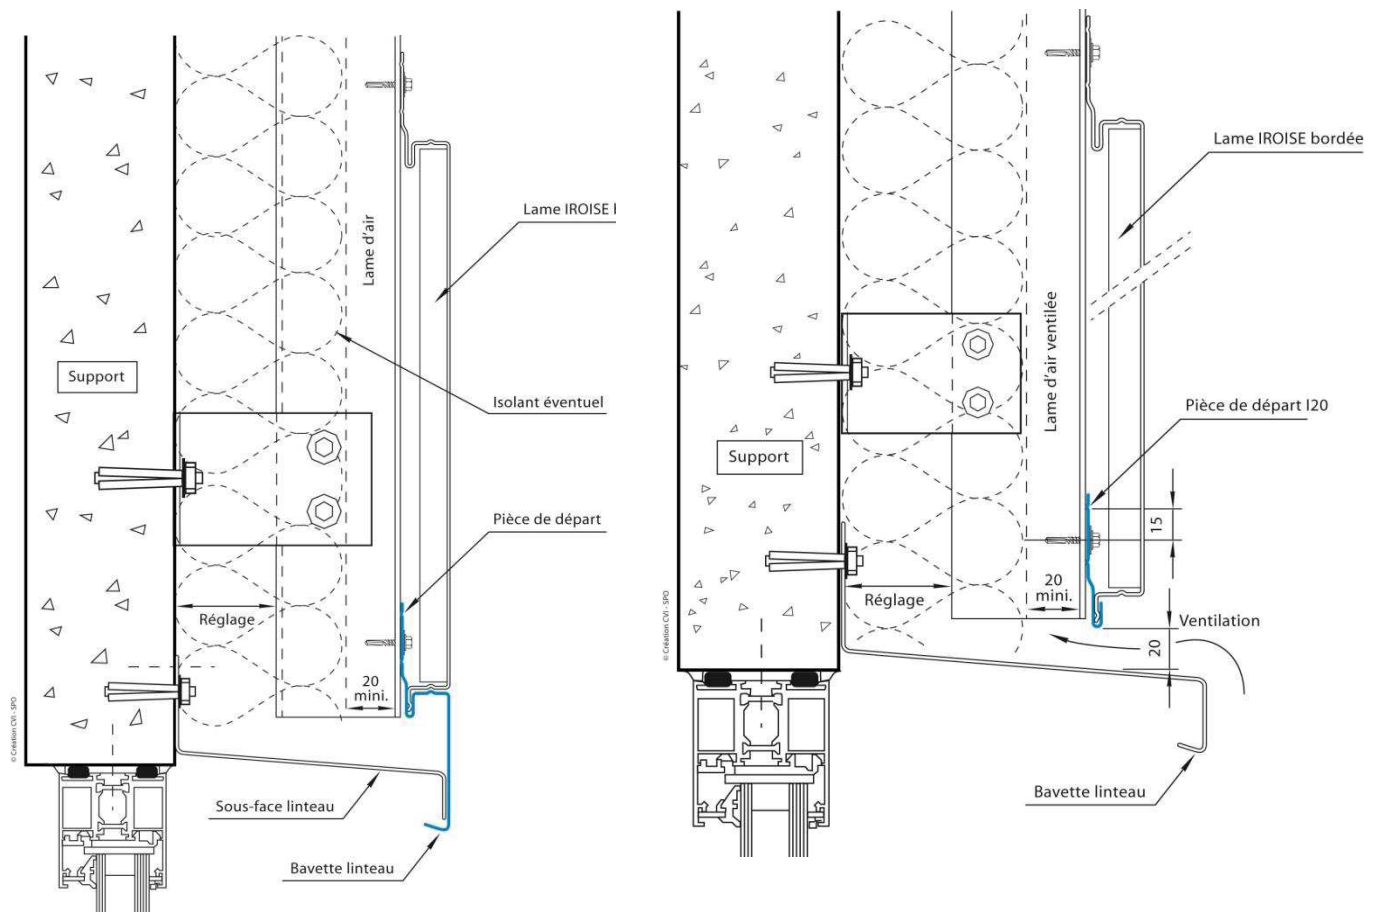 Lame IROISE l
Lame d'air
Support
Isolant éventuel
Pièce de départ
Réglage
20
mini.
© Création CVI - SPO
Sous-face linteau
Bavette linteau
Lame IROISE bordée
Lame d'air ventilée
Pièce de départ I20
Support
15
20
mini.
Réglage
Ventilation
20
© Création CVI - SPO
Bavette linteau